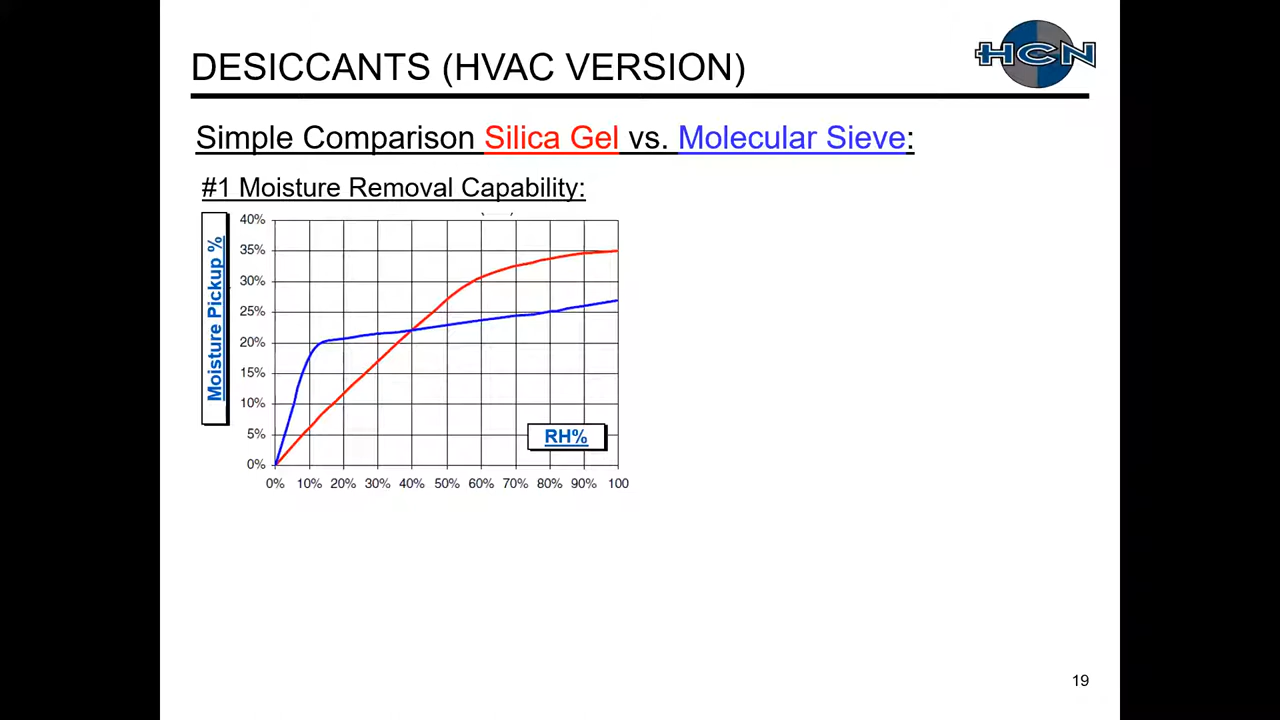 DESICCANTS (HVAC VERSION)
HCN
Simple Comparison Silica Gel vs. Molecular Sieve:
#1 Moisture Removal Capability:
Moisture Pickup %
40%
35%
30%
25%
20%
15%
10%
5%
0%
RH%
0% 10% 20% 30% 40% 50% 60% 70% 80% 90% 100
19